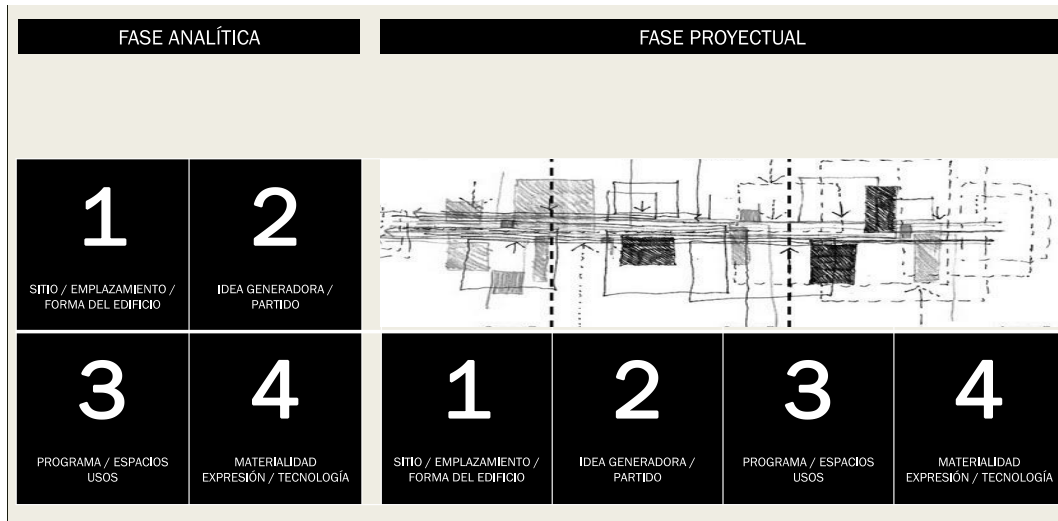 FASE ANALÍTICA
FASE PROYECTUAL
1
SITIO / EMPLAZAMIENTO /
FORMA DEL EDIFICIO
2
IDEA GENERADORA /
PARTIDO
3
PROGRAMA / ESPACIOS
USOS
4
MATERIALIDAD
EXPRESIÓN / TECNOLOGÍA
1
SITIO / EMPLAZAMIENTO /
FORMA DEL EDIFICIO
2
IDEA GENERADORA /
PARTIDO
3
PROGRAMA / ESPACIOS
USOS
4
MATERIALIDAD
EXPRESIÓN / TECNOLOGÍA